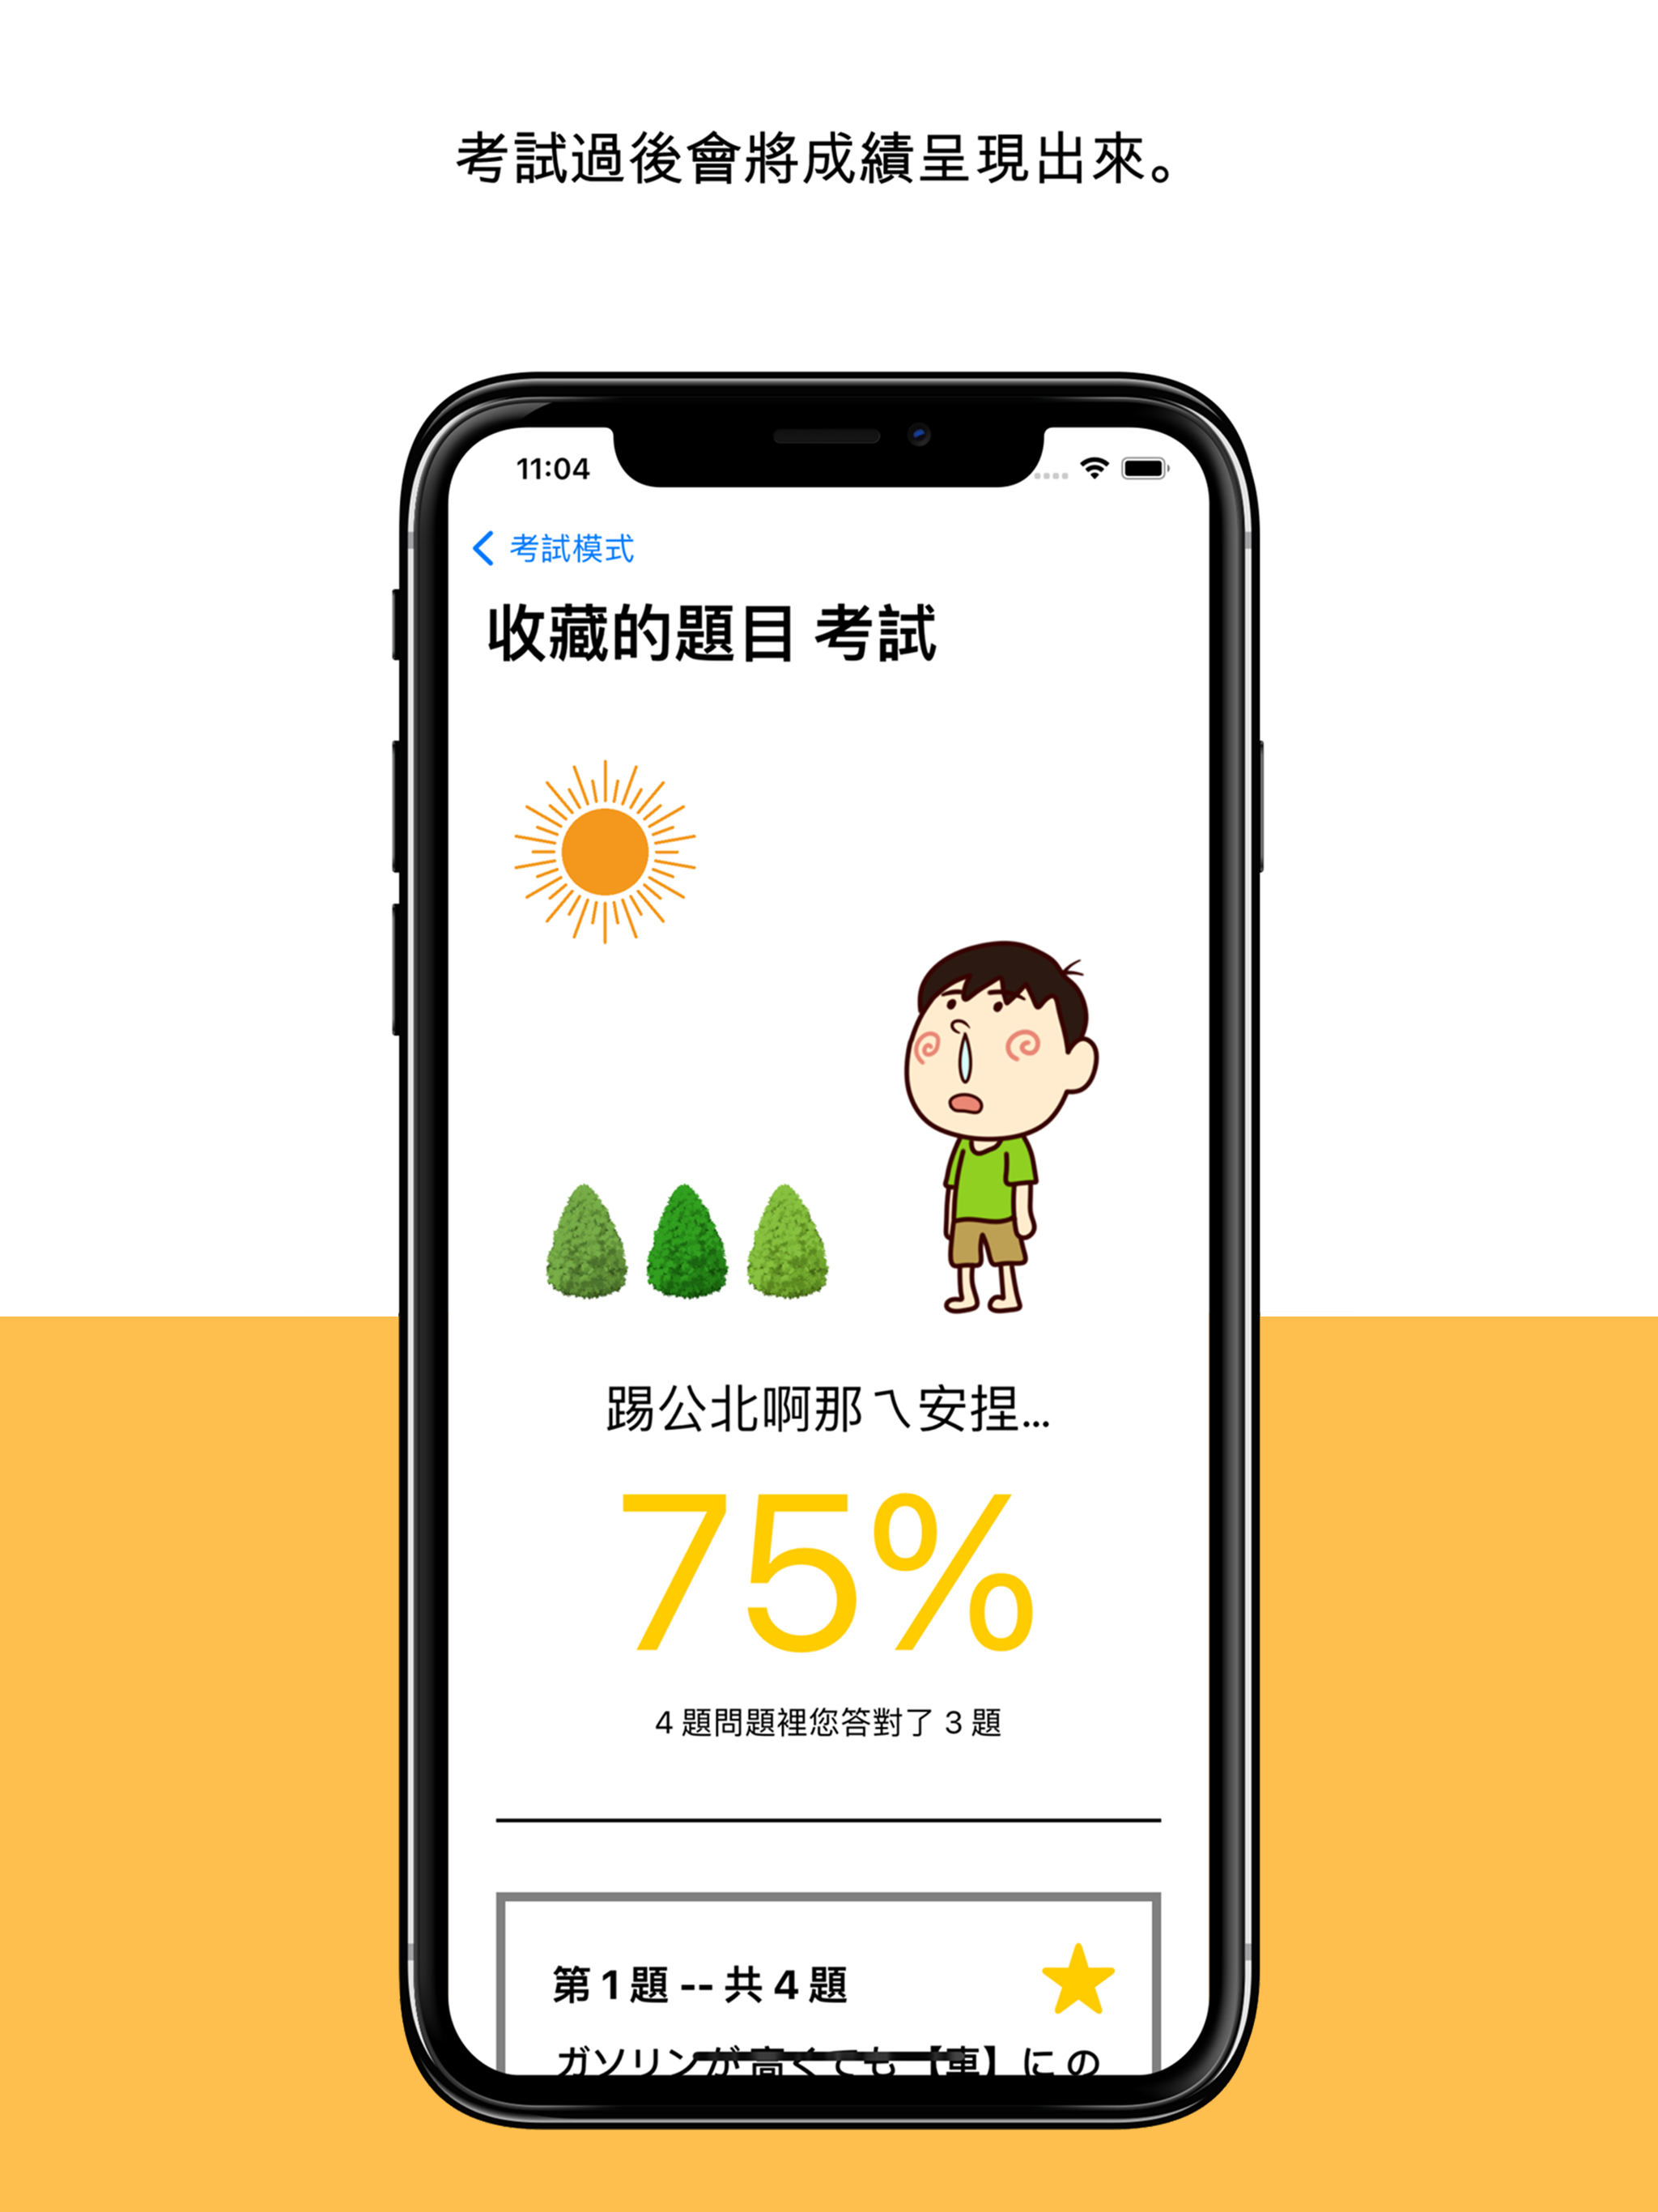 考試過後會將成績呈現出來。
11:04
考試模式
收藏的題目 考試
踢公北啊那ㄟ安捏...
75%
4 題問題裡您答對了 3 題
第 1 題 -- 共 4 題
ガソリンが高くても【車】に の